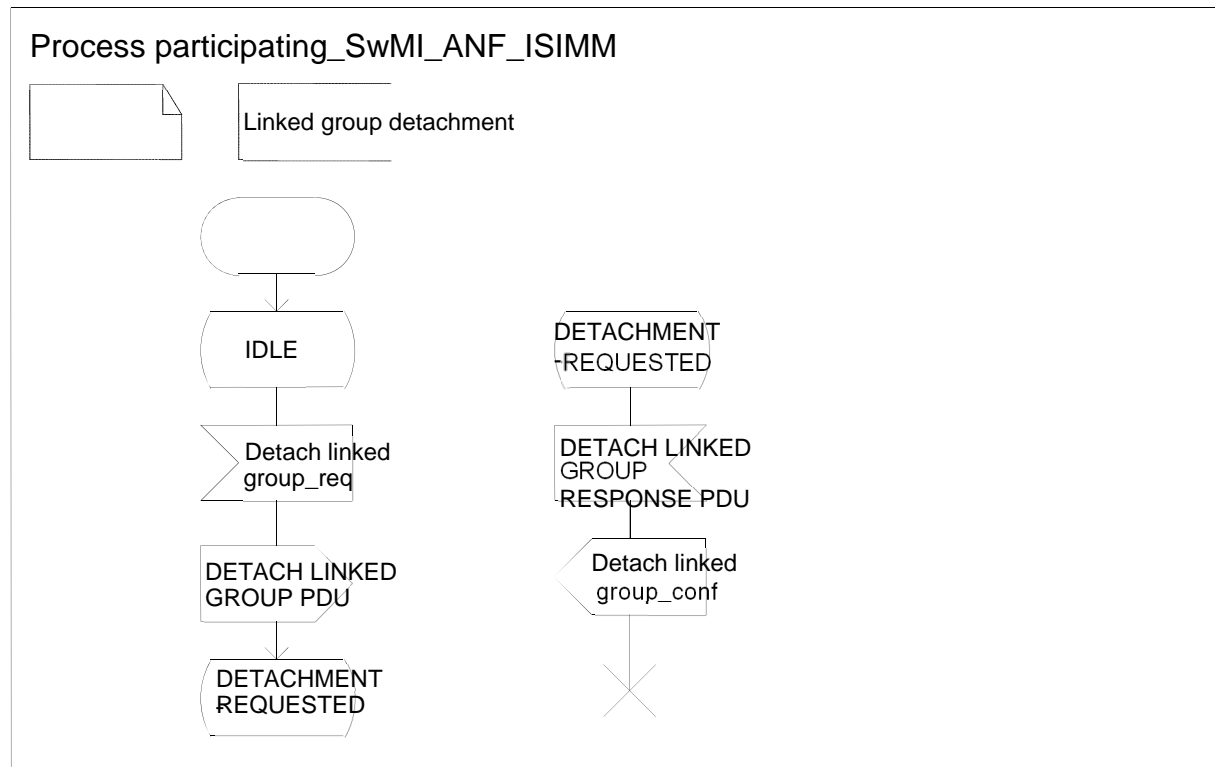 Process participating_SwMI_ANF_ISIMM
Linked group detachment
IDLE
Detach linked
group_req
DETACH LINKED
GROUP PDU
DETACHMENT
-REQUESTED
DETACHMENT
-REQUESTED
DETACH LINKED
GROUP
RESPONSE PDU
Detach linked
group_conf